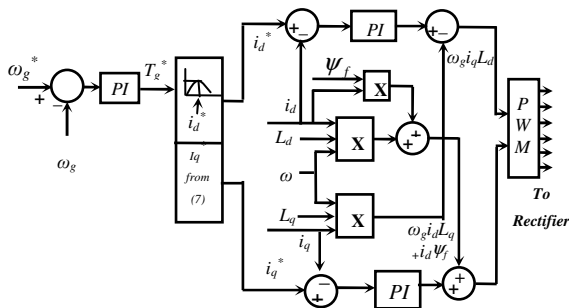 i_d*
+
−
PI
+
−
ω_g i_q L_d
ω_g*
+
−
PI
T_g*
ω_g
i_d*
Iq
from
(7)
ψ_f
X
i_d
L_d
X
+
+
ω
L_q
X
i_q
ω_g i_d L_q
+i_d ψ_f
P
W
M
To
Rectifier
i_q*
−
+
PI
+
+